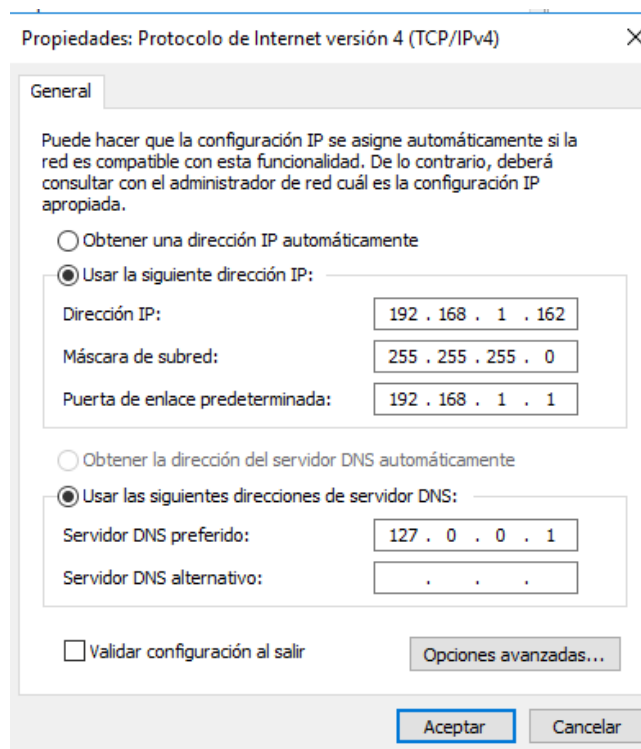 Propiedades: Protocolo de Internet versión 4 (TCP/IPv4)
General
Puede hacer que la configuración IP se asigne automáticamente si la
red es compatible con esta funcionalidad. De lo contrario, deberá
consultar con el administrador de red cuál es la configuración IP
apropiada.
Obtener una dirección IP automáticamente
Usar la siguiente dirección IP:
Dirección IP: 192 . 168 . 1 . 162
Máscara de subred: 255 . 255 . 255 . 0
Puerta de enlace predeterminada: 192 . 168 . 1 . 1
Obtener la dirección del servidor DNS automáticamente
Usar las siguientes direcciones de servidor DNS:
Servidor DNS preferido: 127 . 0 . 0 . 1
Servidor DNS alternativo: . . .
Validar configuración al salir
Opciones avanzadas...
Aceptar Cancelar